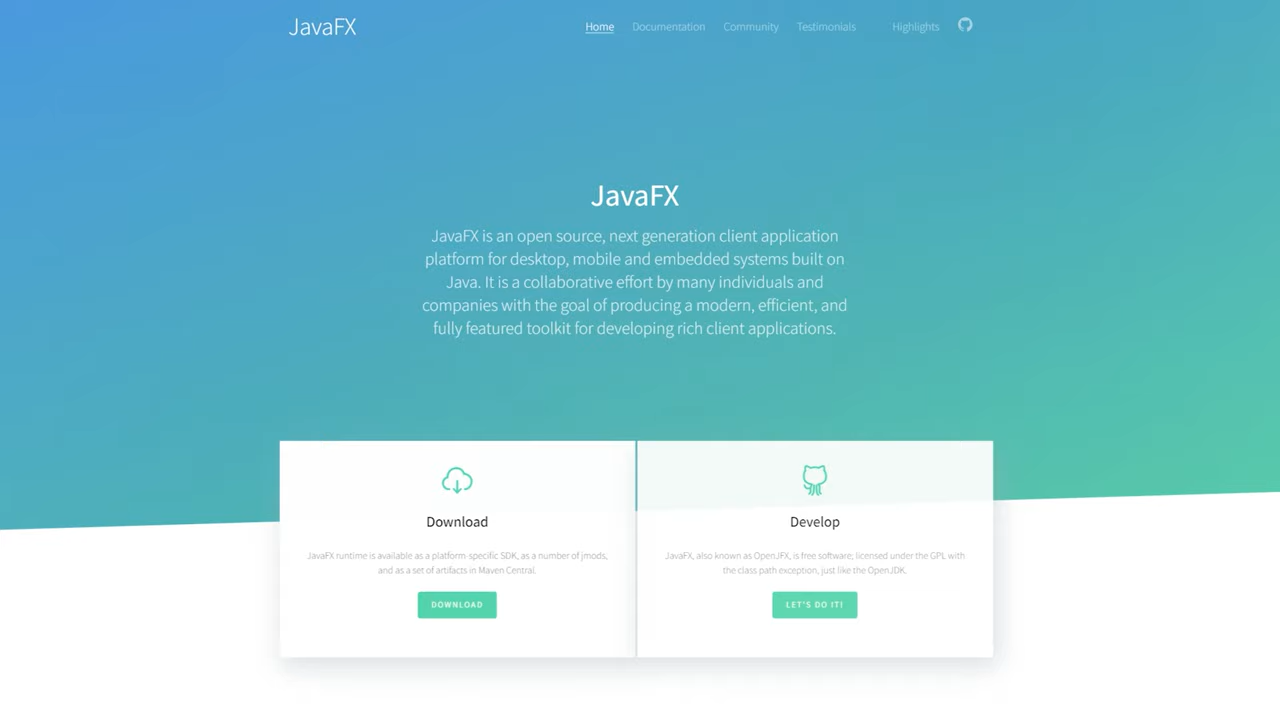 JavaFX
Home Documentation Community Testimonials Highlights
JavaFX
JavaFX is an open source, next generation client application
platform for desktop, mobile and embedded systems built on
Java. It is a collaborative effort by many individuals and
companies with the goal of producing a modern, efficient, and
fully featured toolkit for developing rich client applications.
Download
JavaFX runtime is available as a platform-specific SDK, as a number of jmods,
and as a set of artifacts in Maven Central.
DOWNLOAD
Develop
JavaFX, also known as OpenJFX, is free software; licensed under the GPL with
the class path exception, just like the OpenJDK.
LET'S DO IT!